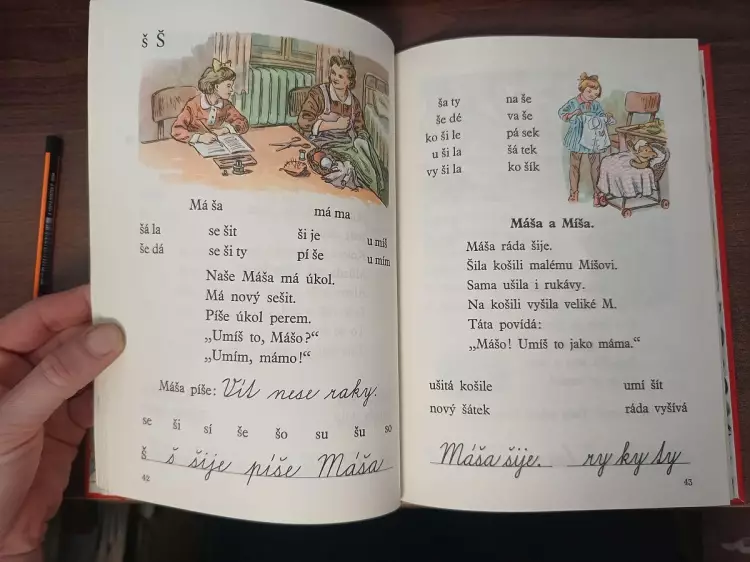 š Š
Má ša má ma
šá la se šit ši je u míš
še dá se ši ty pí še u mím
Naše Máša má úkol.
Má nový sešit.
Píše úkol perem.
„Umíš to, Mášo?“
„Umím, mámo!“
Máša píše: Vít nese raky.
se ši sí še šo su šu so
š š šije píše Máša
42
ša ty na še
še dé va še
ko ši le pá sek
u ši la šá tek
vy ši la ko šík
Máša a Míša.
Máša ráda šije.
Šila košili malému Míšovi.
Sama ušila i rukávy.
Na košili vyšila veliké M.
Táta povídá:
„Mášo! Umíš to jako máma.“
ušitá košile umí šít
nový šátek ráda vyšívá
Máša šije. ry ky ty
43